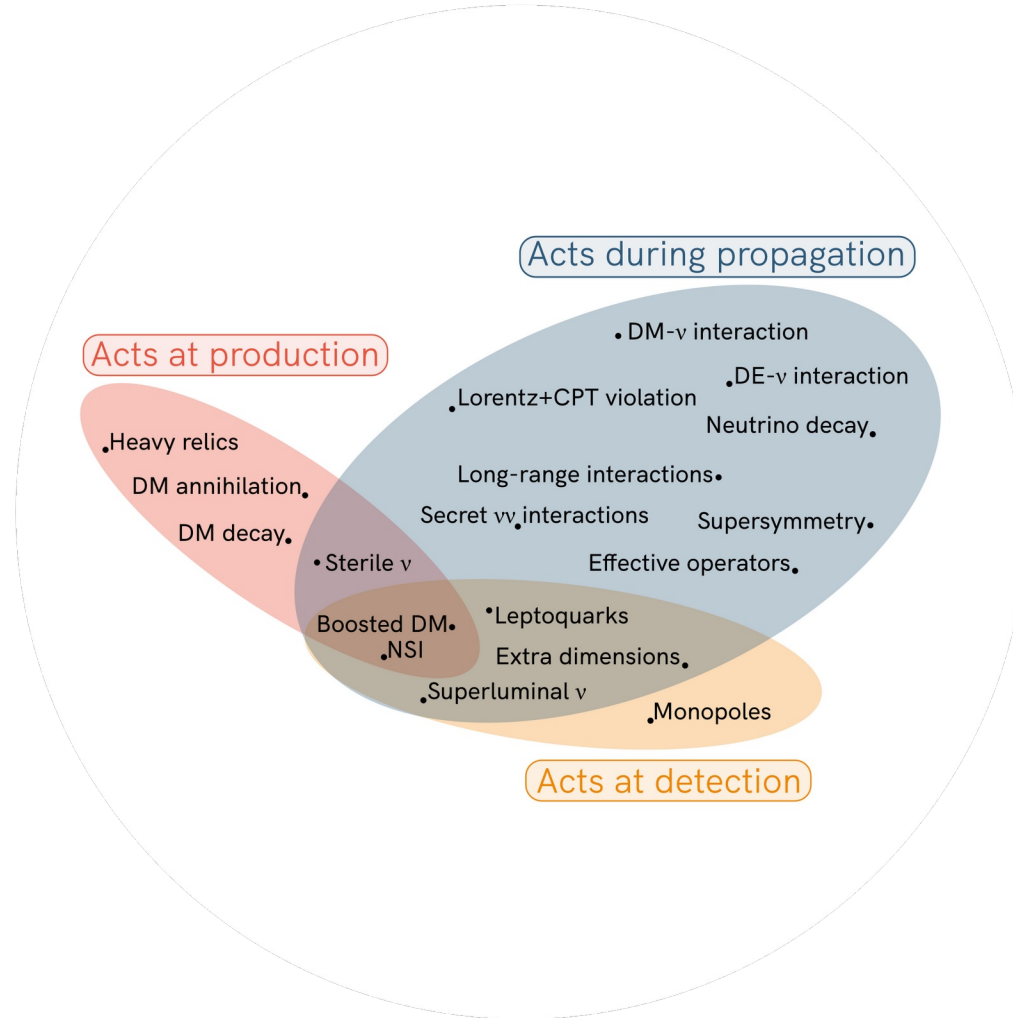 Acts during propagation
DM-ν interaction
Acts at production
DE-ν interaction
Lorentz+CPT violation
Neutrino decay
Heavy relics
Long-range interactions
DM annihilation
Secret νν interactions
Supersymmetry
DM decay
Sterile ν
Effective operators
Leptoquarks
Boosted DM
NSI
Extra dimensions
Superluminal ν
Monopoles
Acts at detection